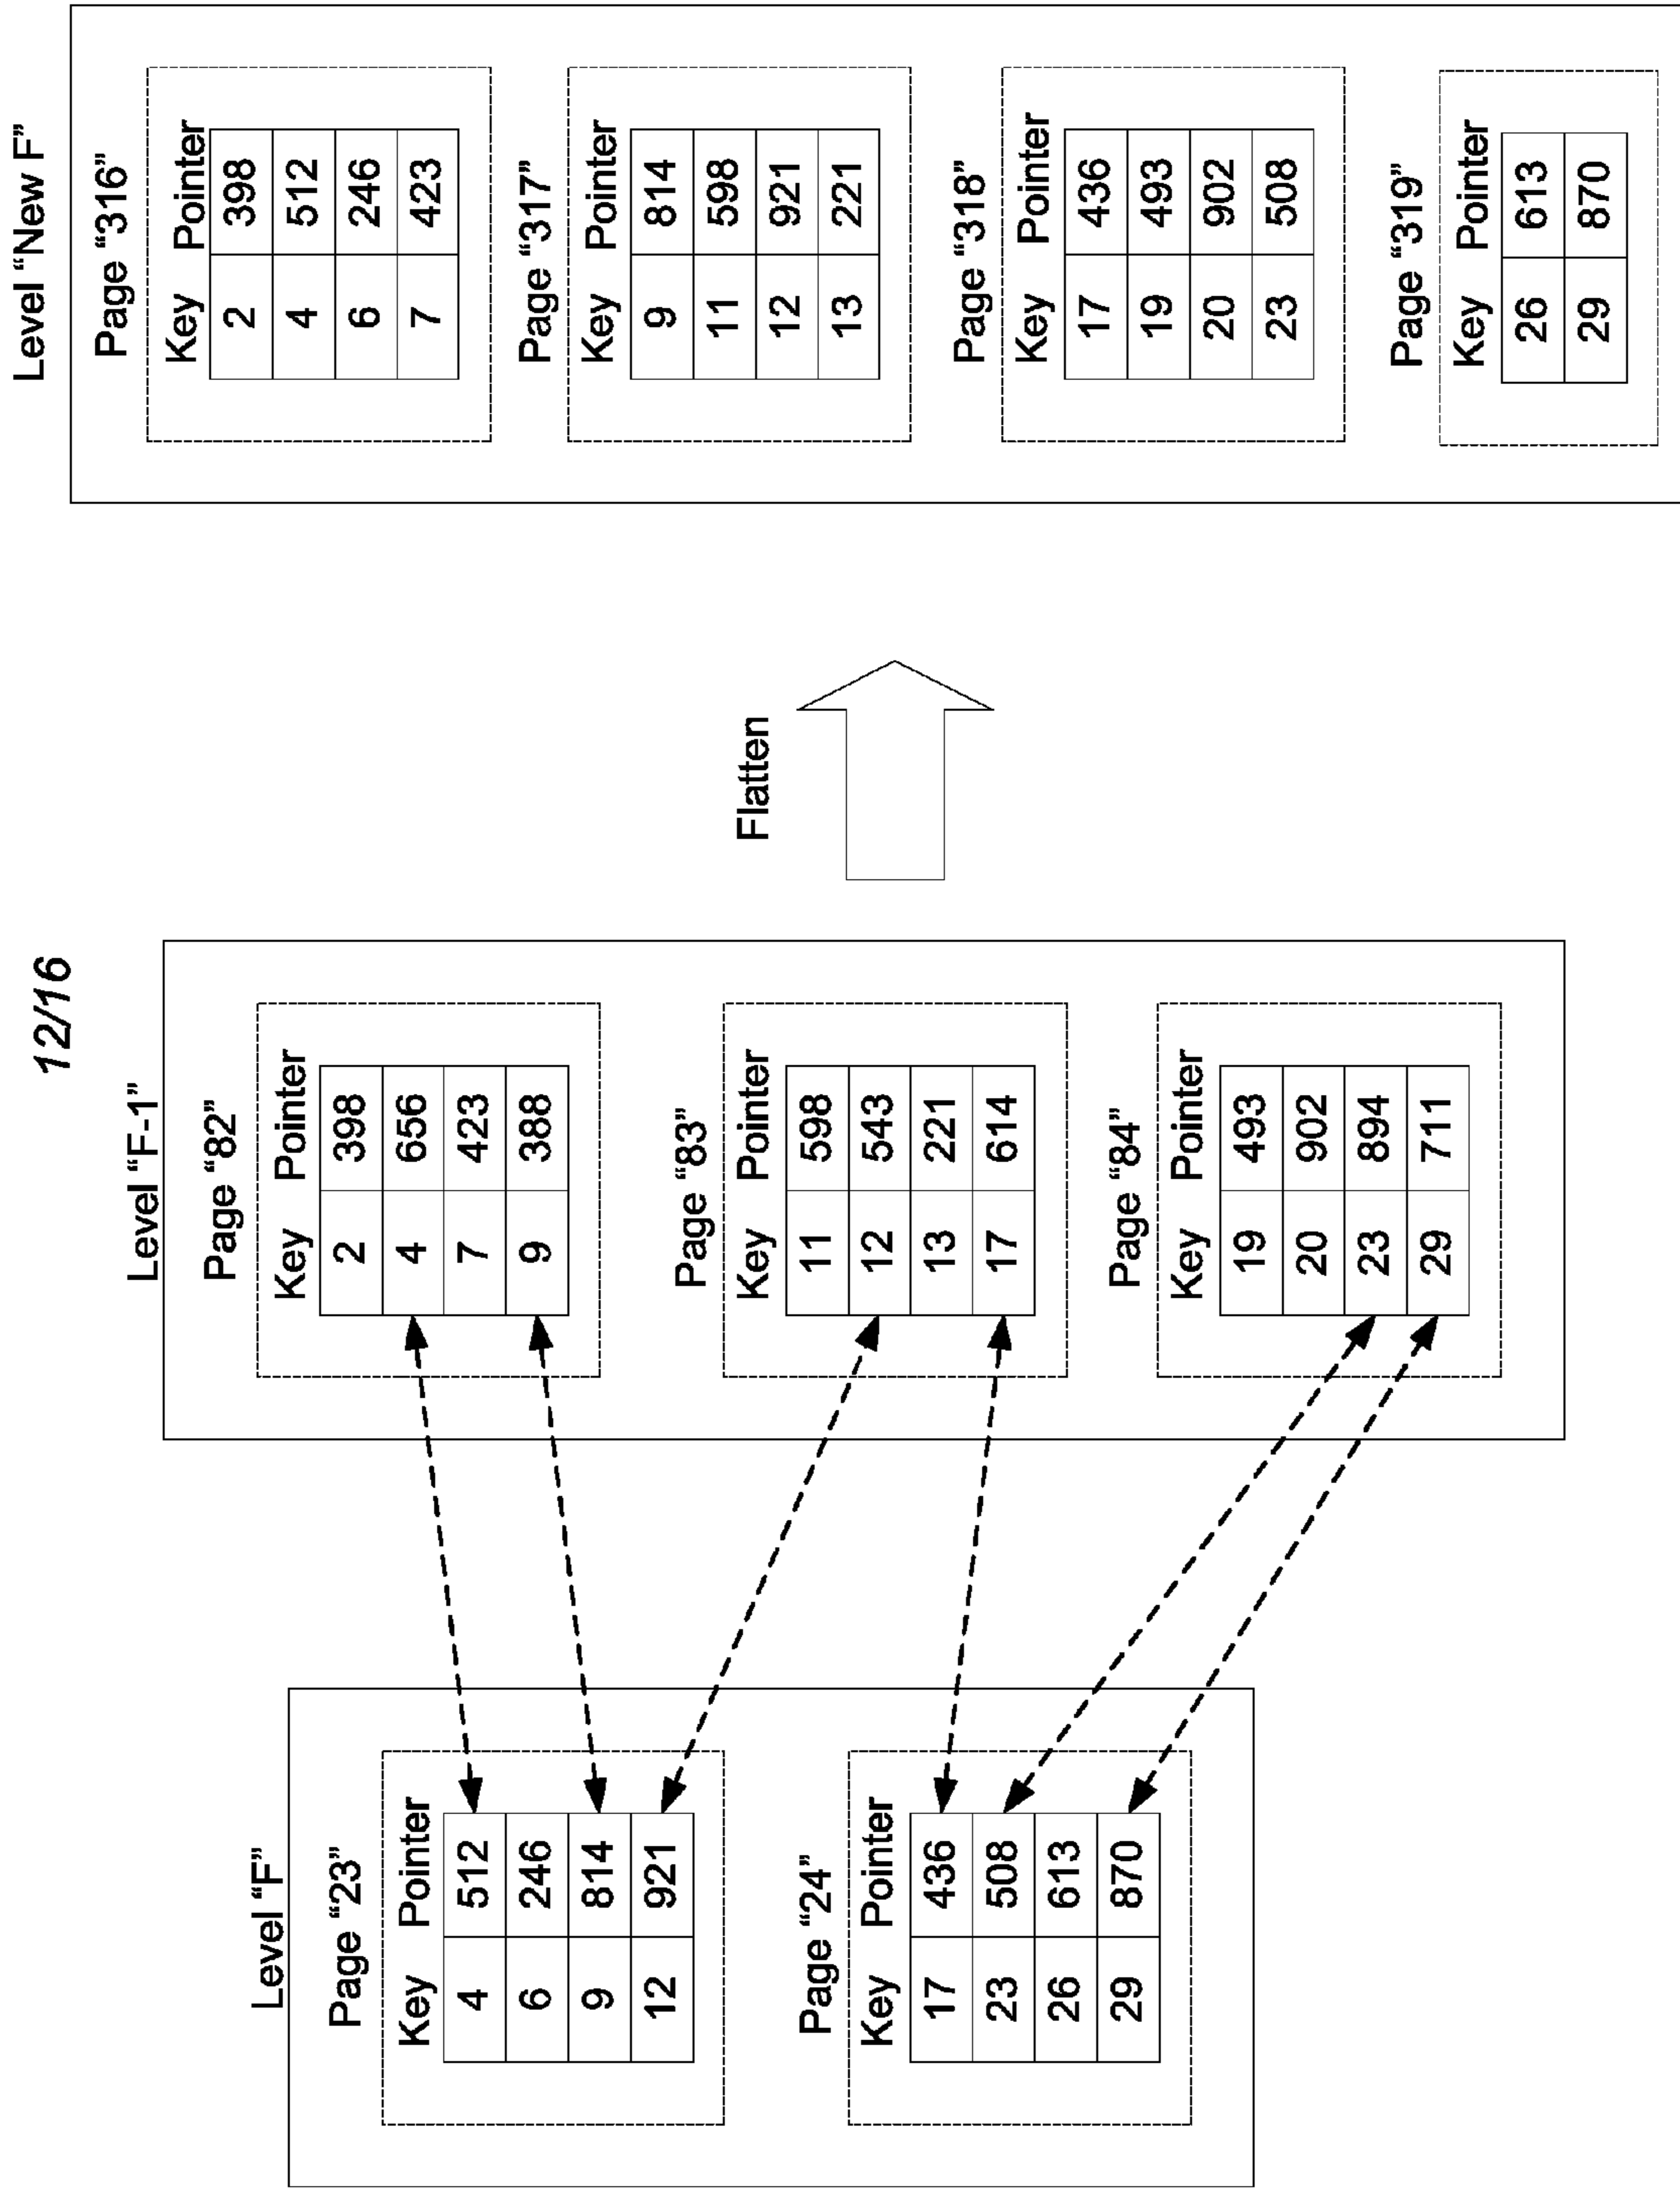 12/16
Level “F”
Page “23”
Key Pointer
4 512
6 246
9 814
12 921
Page “24”
Key Pointer
17 436
23 508
26 613
29 870
Level “F-1”
Page “82”
Key Pointer
2 398
4 656
7 423
9 388
Page “83”
Key Pointer
11 598
12 543
13 221
17 614
Page “84”
Key Pointer
19 493
20 902
23 894
29 711
Flatten
Level “New F”
Page “316”
Key Pointer
2 398
4 512
6 246
7 423
Page “317”
Key Pointer
9 814
11 598
12 921
13 221
Page “318”
Key Pointer
17 436
19 493
20 902
23 508
Page “319”
Key Pointer
26 613
29 870